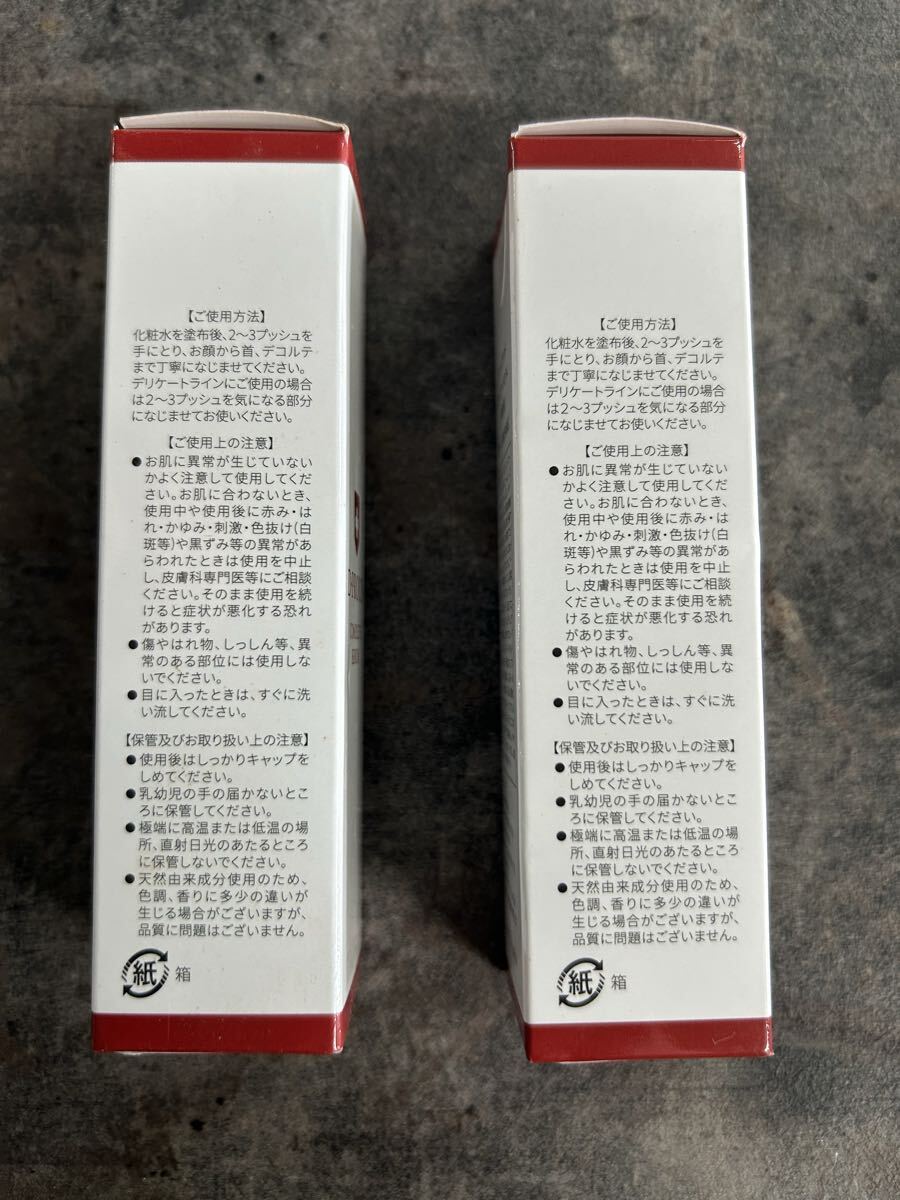 【ご使用方法】
化粧水を塗布後、2〜3プッシュを
手にとり、お顔から首、デコルテ
まで丁寧になじませてください。
デリケートラインにご使用の場合
は2〜3プッシュを気になる部分
になじませてお使いください。
【ご使用上の注意】
●お肌に異常が生じていない
かよく注意して使用してくだ
さい。お肌に合わないとき、
使用中や使用後に赤み・は
れ・かゆみ・刺激・色抜け(白
斑等)や黒ずみ等の異常が
あらわれたときは使用を中止
し、皮膚科専門医等にご相談
ください。そのまま使用を続
けると症状が悪化する恐れ
があります。
●傷やはれ物、しっしん等、異
常のある部位には使用しな
いでください。
●目に入ったときは、すぐに洗
い流してください。
【保管及びお取り扱い上の注意】
●使用後はしっかりキャップを
しめてください。
●乳幼児の手の届かないとこ
ろに保管してください。
●極端に高温または低温の場
所、直射日光のあたるところ
に保管しないでください。
●天然由来成分使用のため、
色調、香りに多少の違いが
生じる場合がございますが、
品質に問題はございません。
紙 箱
【ご使用方法】
化粧水を塗布後、2〜3プッシュを
手にとり、お顔から首、デコルテ
まで丁寧になじませてください。
デリケートラインにご使用の場合
は2〜3プッシュを気になる部分
になじませてお使いください。
【ご使用上の注意】
●お肌に異常が生じていない
かよく注意して使用してくだ
さい。お肌に合わないとき、
使用中や使用後に赤み・は
れ・かゆみ・刺激・色抜け(白
斑等)や黒ずみ等の異常があ
らわれたときは使用を中止
し、皮膚科専門医等にご相談
ください。そのまま使用を続
けると症状が悪化する恐れ
があります。
●傷やはれ物、しっしん等、異
常のある部位には使用しな
いでください。
●目に入ったときは、すぐに洗
い流してください。
【保管及びお取り扱い上の注意】
●使用後はしっかりキャップを
しめてください。
●乳幼児の手の届かないとこ
ろに保管してください。
●極端に高温または低温の場
所、直射日光のあたるところ
に保管しないでください。
●天然由来成分使用のため、
色調、香りに多少の違いが
生じる場合がございますが、
品質に問題はございません。
紙 箱